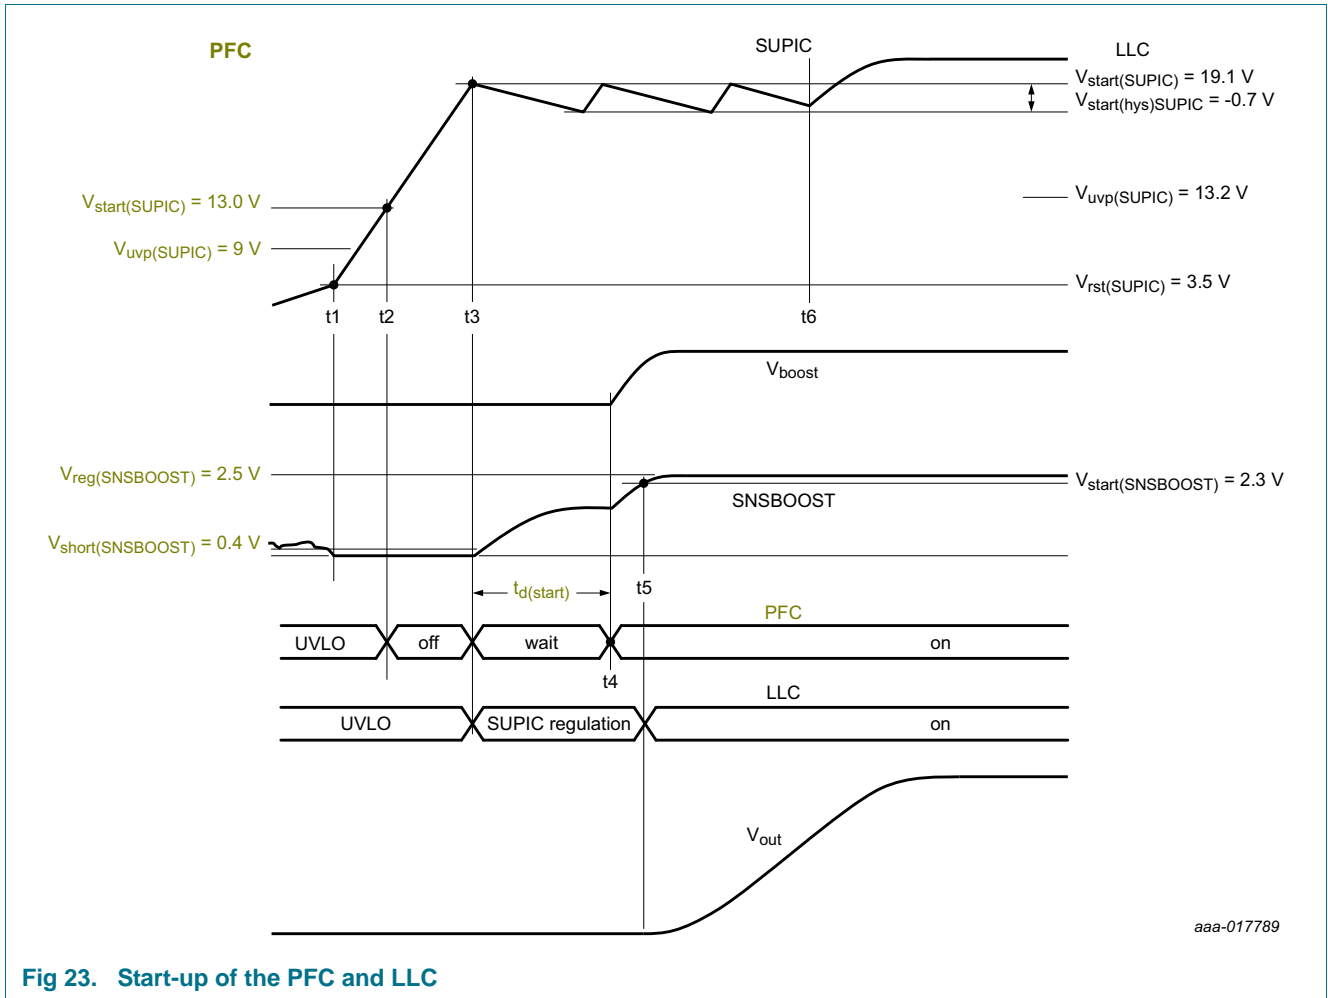 PFC
SUPIC
LLC
Vstart(SUPIC) = 19.1 V
Vstart(hys)SUPIC = -0.7 V
Vstart(SUPIC) = 13.0 V
Vuvp(SUPIC) = 13.2 V
Vuvp(SUPIC) = 9 V
Vrst(SUPIC) = 3.5 V
t1
t2
t3
t6
Vboost
Vreg(SNSBOOST) = 2.5 V
Vstart(SNSBOOST) = 2.3 V
SNSBOOST
Vshort(SNSBOOST) = 0.4 V
td(start)
t5
PFC
UVLO
off
wait
on
t4
LLC
UVLO
SUPIC regulation
on
Vout
aaa-017789
Fig 23. Start-up of the PFC and LLC